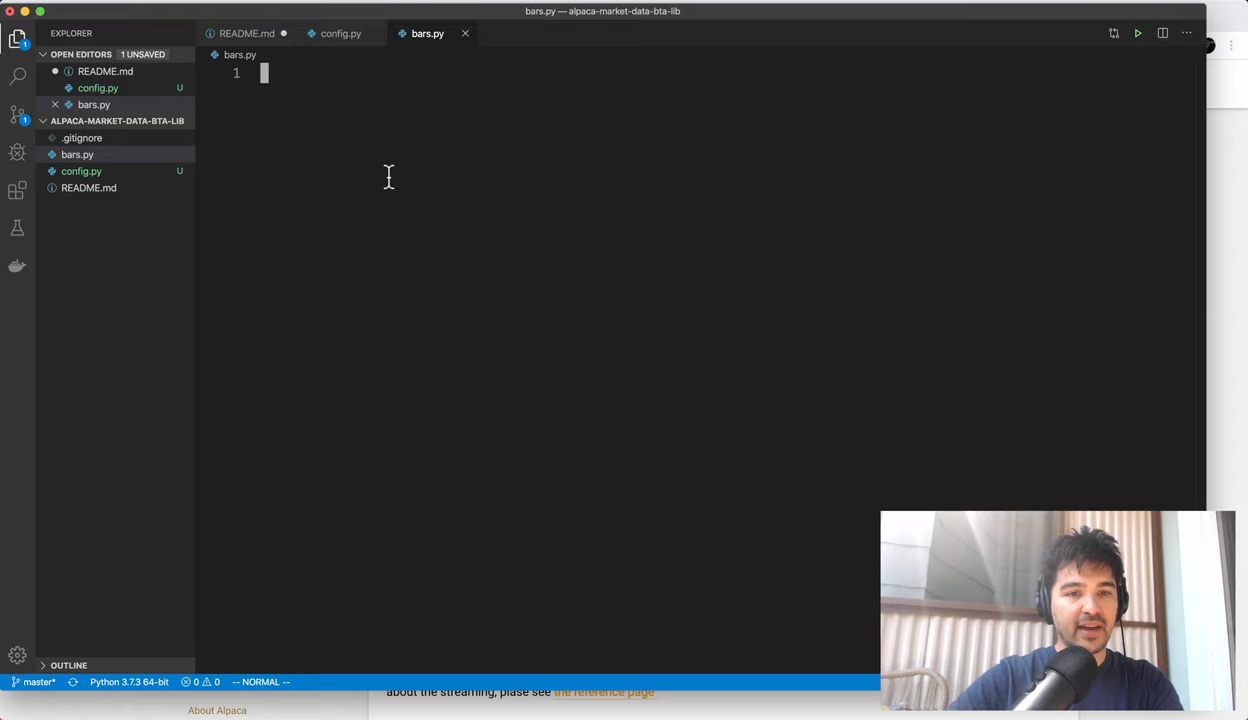 bars.py — alpaca-market-data-bta-lib
EXPLORER
README.md
config.py
bars.py
OPEN EDITORS 1 UNSAVED
bars.py
README.md
1
config.py U
bars.py
ALPACA-MARKET-DATA-BTA-LIB
.gitignore
bars.py
config.py U
README.md
1
1
OUTLINE
master* Python 3.7.3 64-bit 0 0 -- NORMAL --
about the streaming, plase see the reference page
About Alpaca